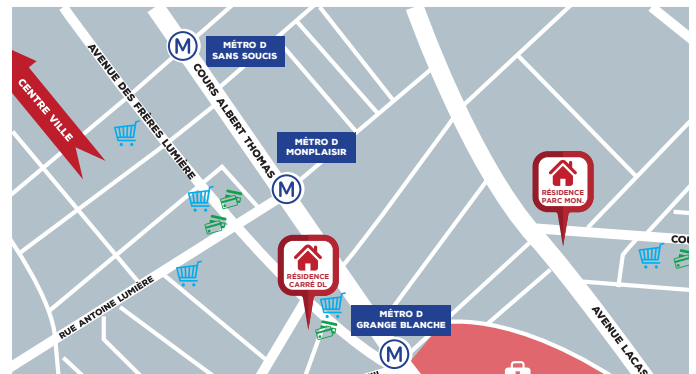 MÉTRO D
SANS SOUCIS
M
AVENUE DES FRÈRES LUMIÈRE
COURS ALBERT THOMAS
CENTRE VILLE
MÉTRO D
MONPLAISIR
M
RÉSIDENCE
PARC MON.
COU
RÉSIDENCE
CARRÉ DL
RUE ANTOINE LUMIÈRE
MÉTRO D
GRANGE BLANCHE
M
AVENUE LACAS